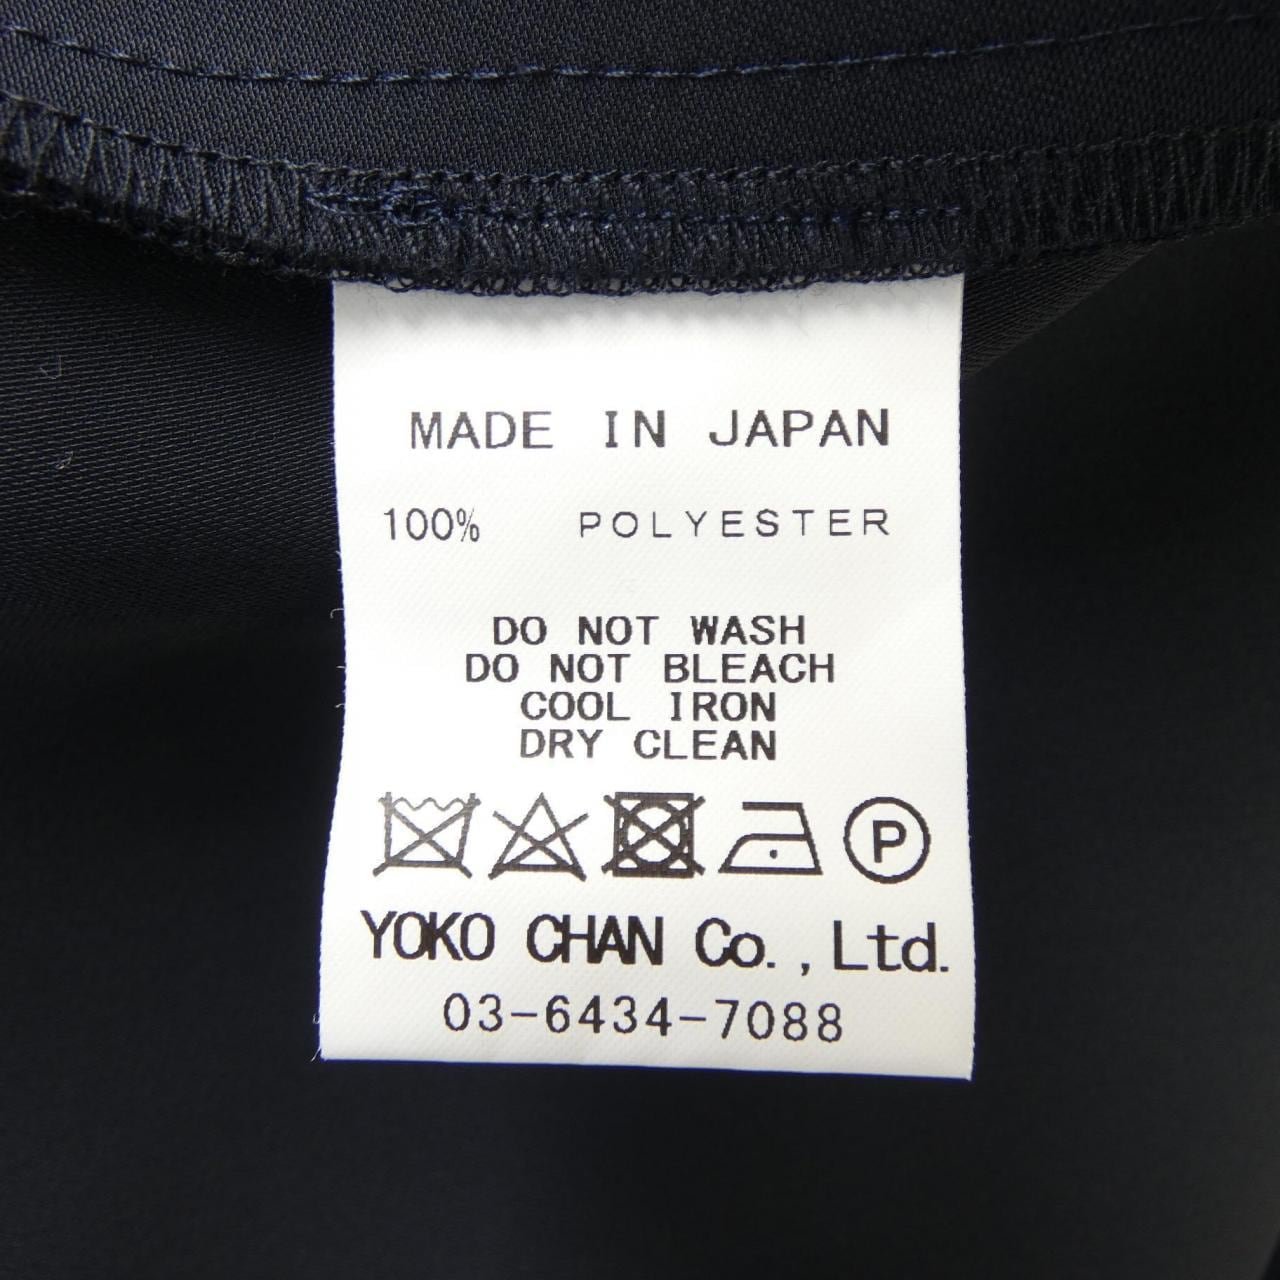 MADE IN JAPAN
100% POLYESTER
DO NOT WASH
DO NOT BLEACH
COOL IRON
DRY CLEAN
P
YOKO CHAN Co.,Ltd.
03-6434-7088